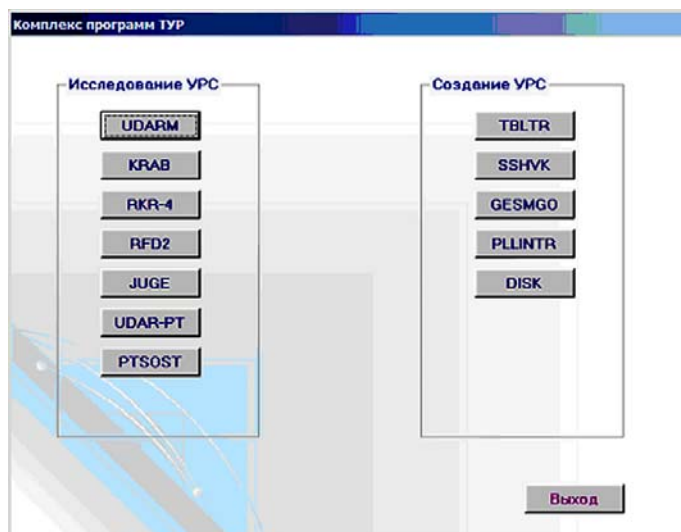 Комплекс программ ТУР
Исследование УРС
UDARM
KRAB
RKR-4
RFD2
JUGE
UDAR-PT
PTSOST
Создание УРС
TBLTR
SSHVK
GESMGO
PLLINTR
DISK
Выход